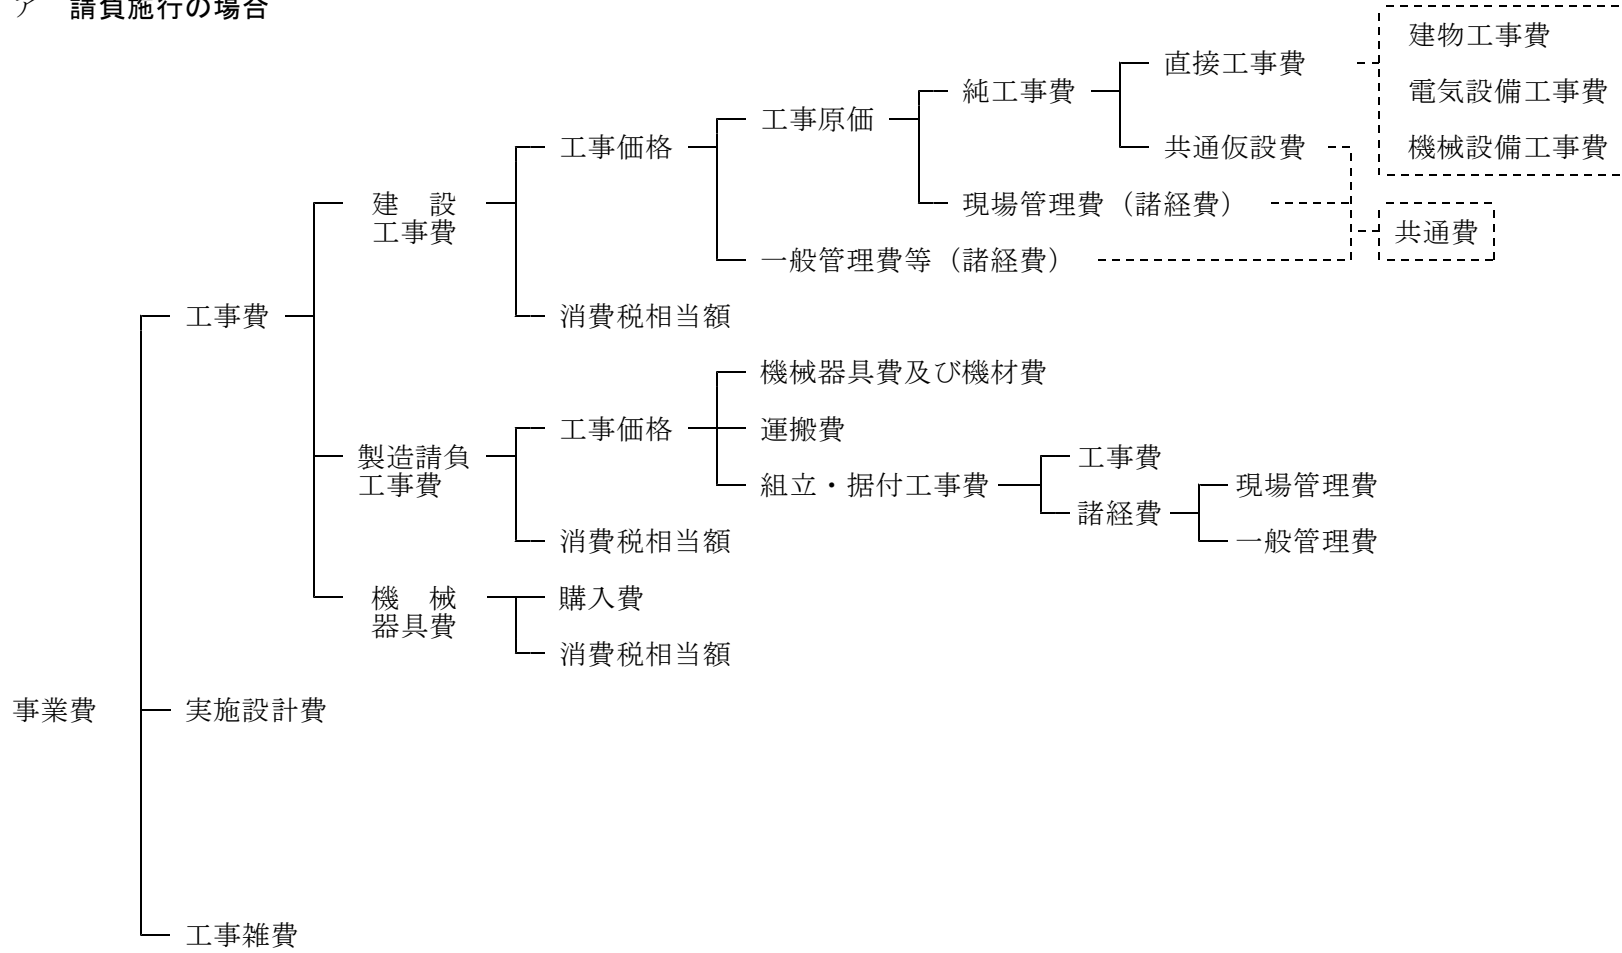 ア 請負施行の場合
建物工事費
直接工事費
純工事費
電気設備工事費
工事原価
工事価格
共通仮設費
機械設備工事費
建 設
工事費
現場管理費（諸経費）
共通費
一般管理費等（諸経費）
工事費
消費税相当額
機械器具費及び機材費
工事価格
運搬費
製造請負
工事費
工事費
組立・据付工事費
現場管理費
諸経費
消費税相当額
一般管理費
機 械
器具費
購入費
消費税相当額
事業費
実施設計費
工事雑費